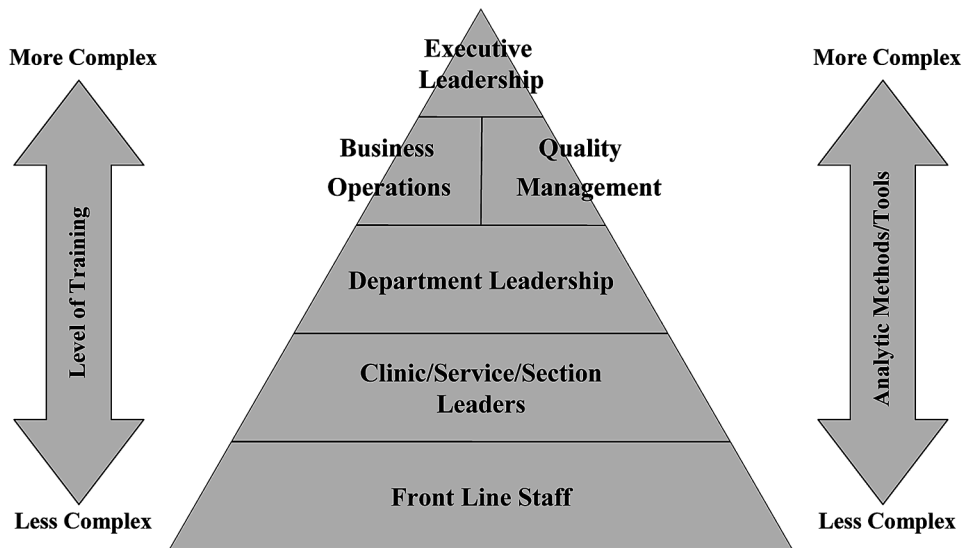 More Complex
Level of Training
Less Complex
Executive
Leadership
Business
Operations
Quality
Management
Department Leadership
Clinic/Service/Section
Leaders
Front Line Staff
More Complex
Analytic Methods/Tools
Less Complex